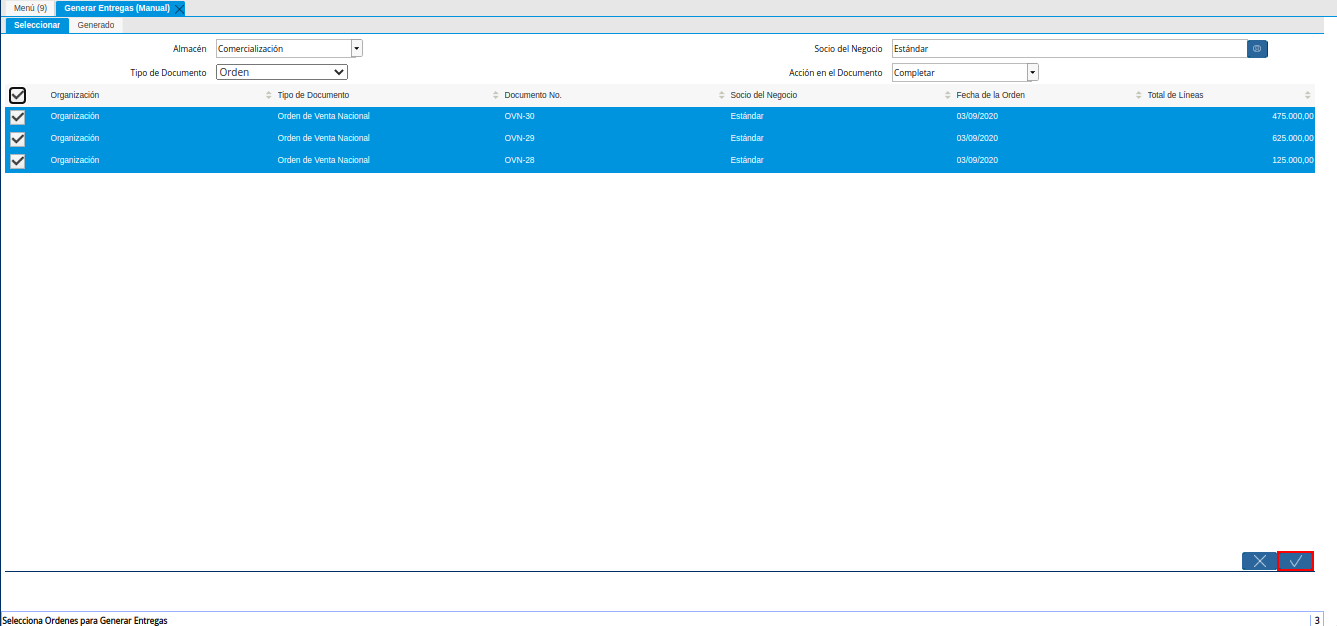 Menú (9) Generar Entregas (Manual)
Seleccionar Generado
Almacén Comercialización Socio del Negocio Estándar
Tipo de Documento Orden Acción en el Documento Completar
Organización Tipo de Documento Documento No. Socio del Negocio Fecha de la Orden Total de Líneas
Organización Orden de Venta Nacional OVN-30 Estándar 03/09/2020 475.000,00
Organización Orden de Venta Nacional OVN-29 Estándar 03/09/2020 625.000,00
Organización Orden de Venta Nacional OVN-28 Estándar 03/09/2020 125.000,00
Selecciona Ordenes para Generar Entregas 3